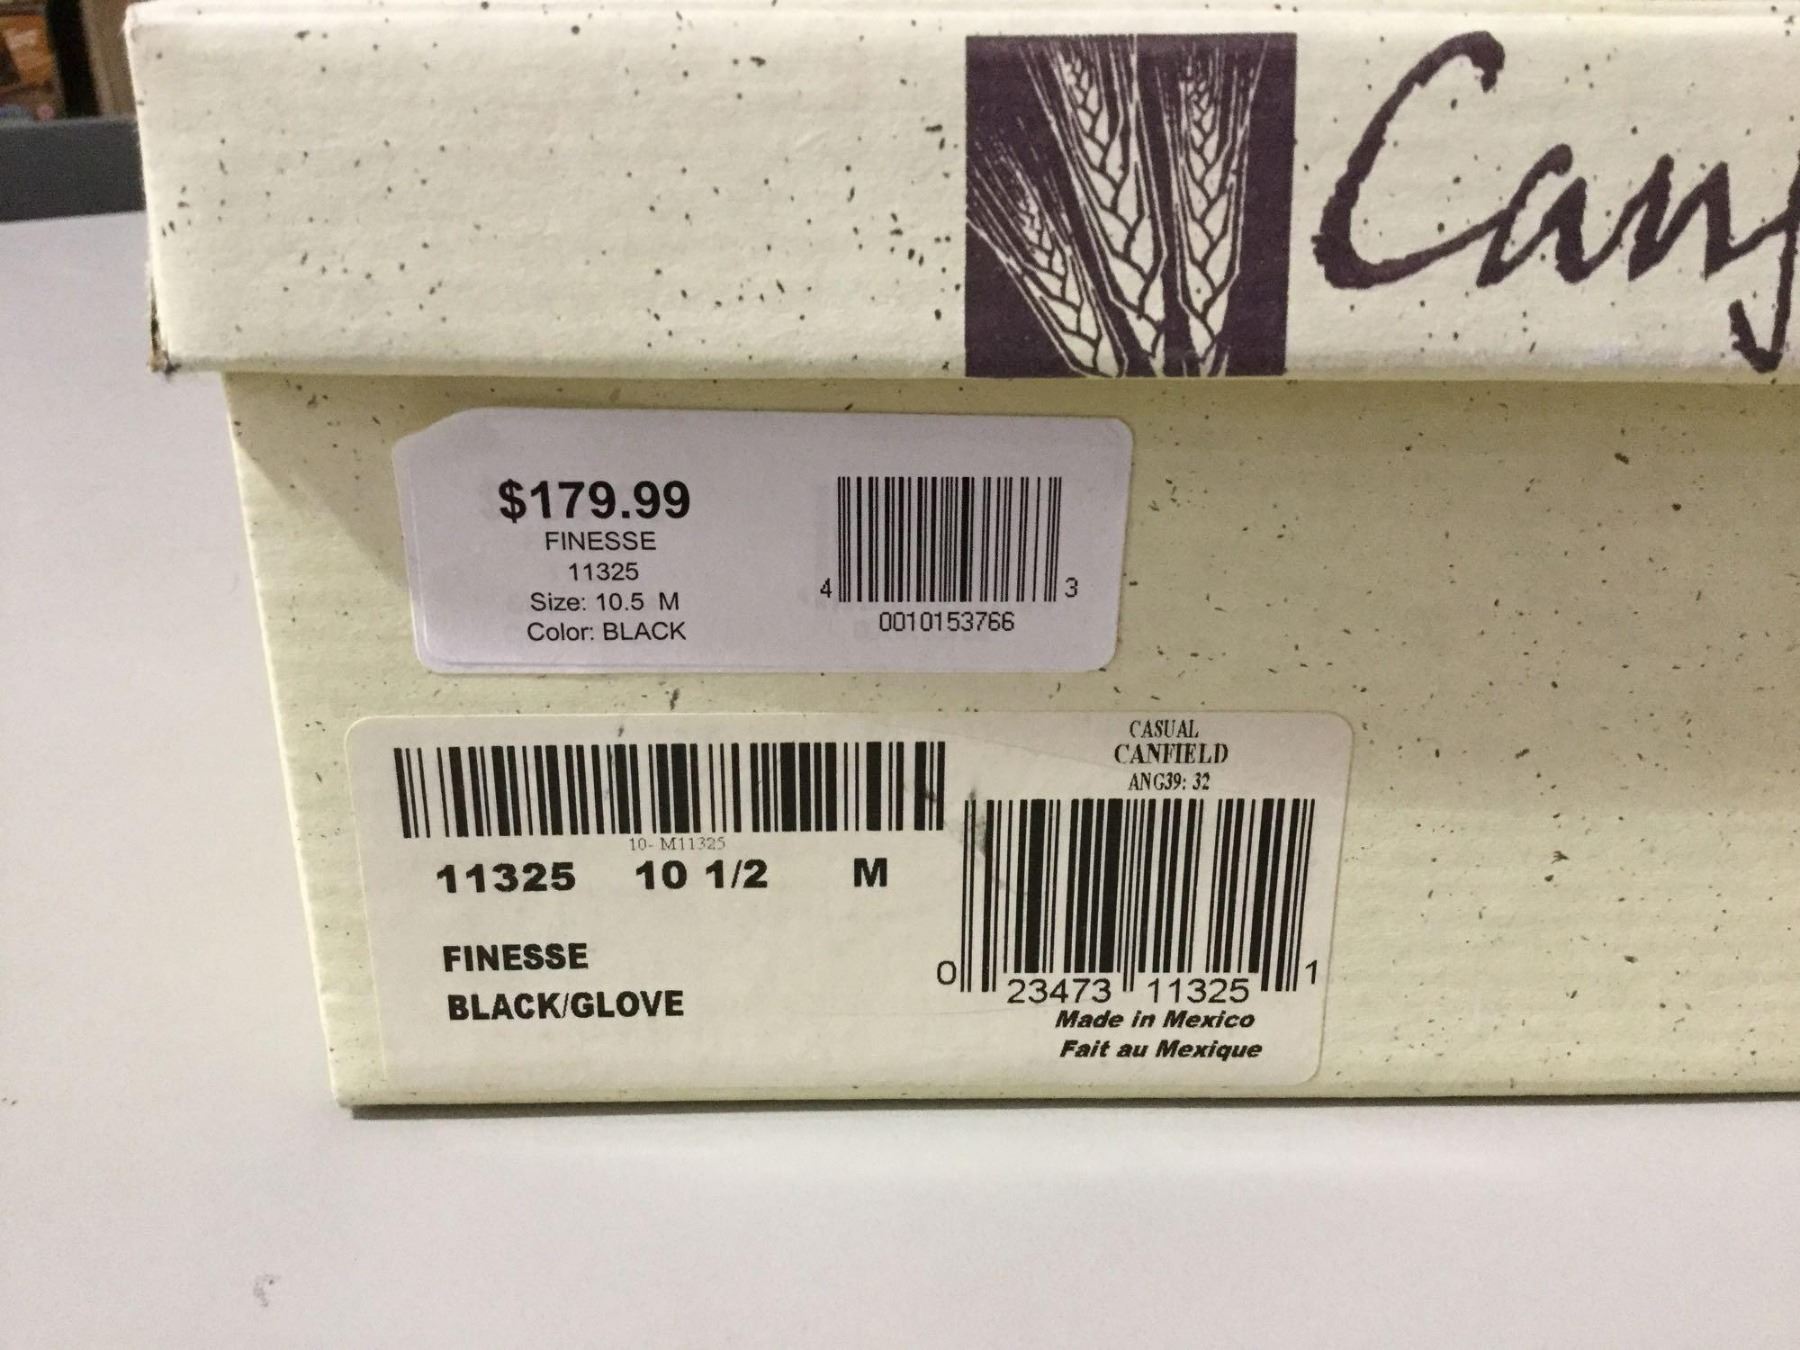 Canf
$179.99
FINESSE
11325
Size: 10.5 M
Color: BLACK
4 3
0010153766
CASUAL
CANFIELD
ANG39: 32
10- M11325
11325 10 1/2 M
FINESSE
BLACK/GLOVE
0 23473 11325 1
Made in Mexico
Fait au Mexique